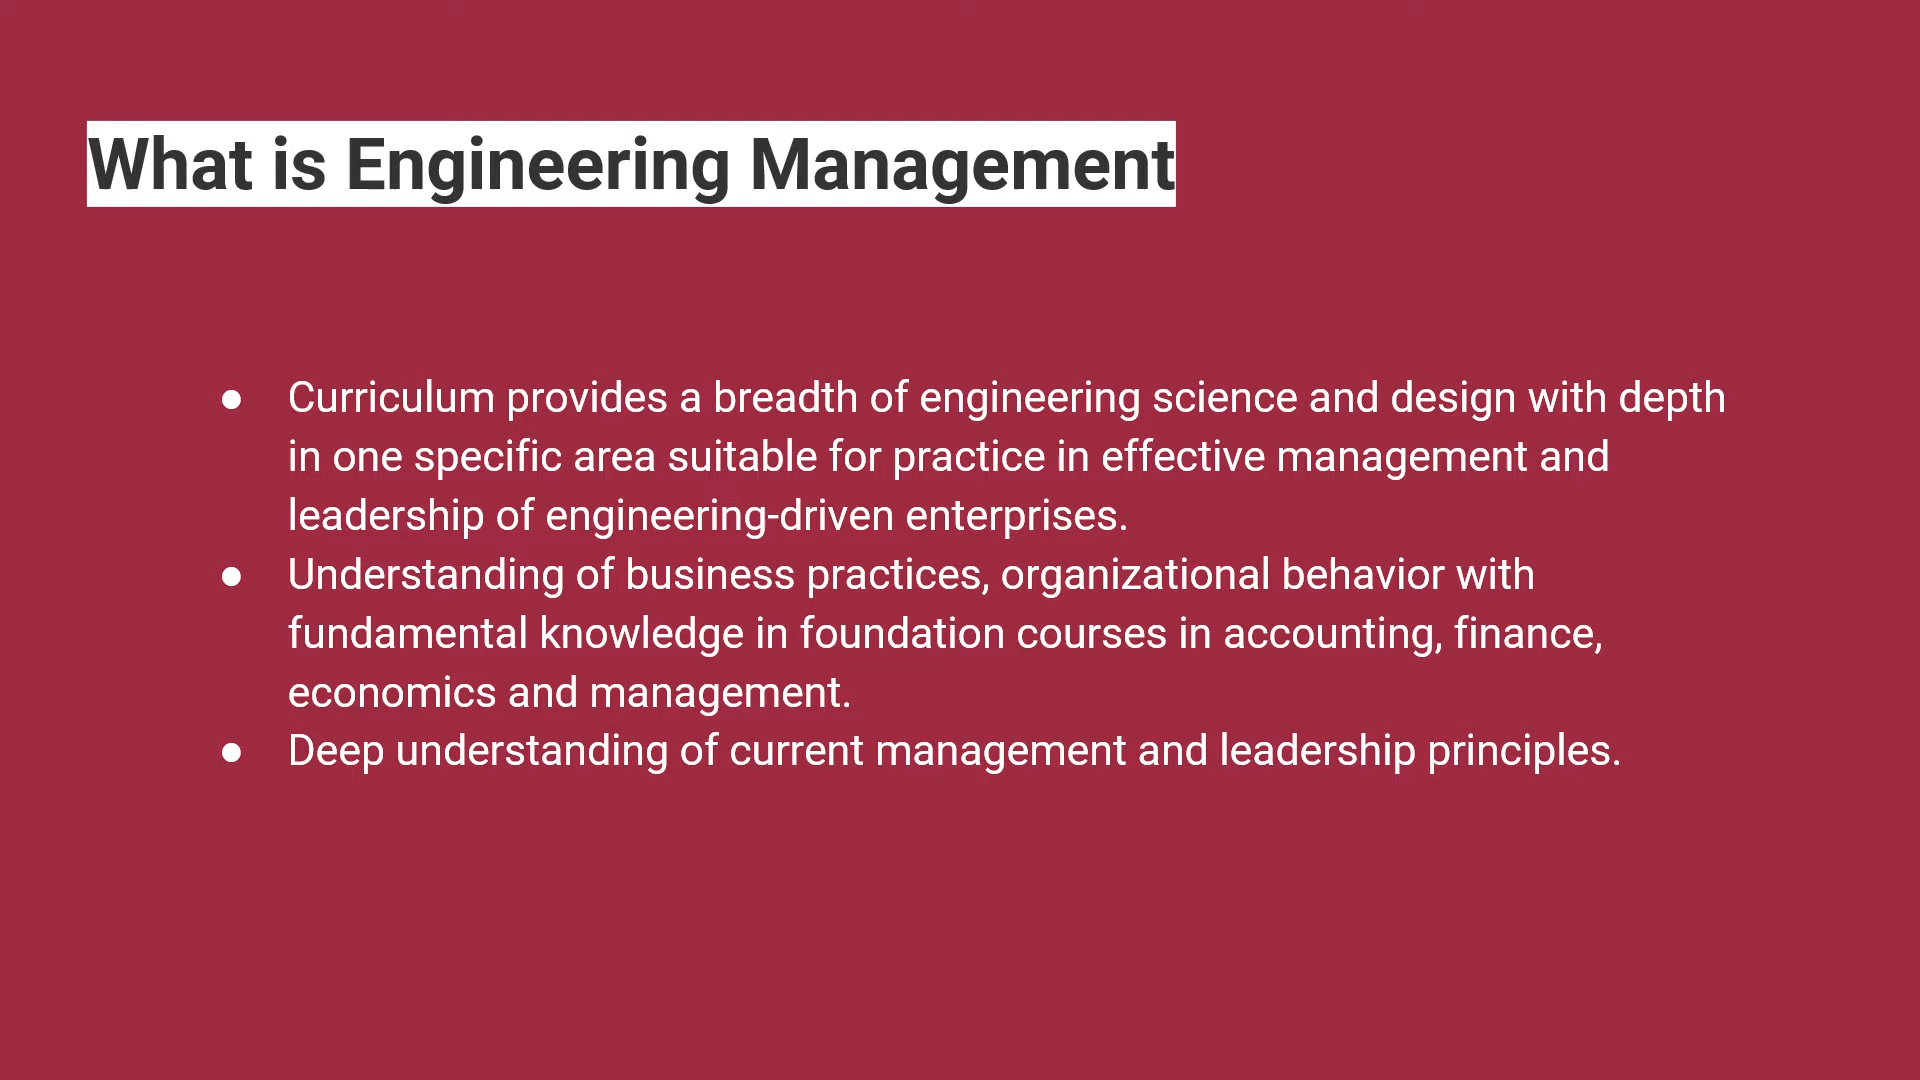 What is Engineering Management
● Curriculum provides a breadth of engineering science and design with depth
in one specific area suitable for practice in effective management and
leadership of engineering-driven enterprises.
● Understanding of business practices, organizational behavior with
fundamental knowledge in foundation courses in accounting, finance,
economics and management.
● Deep understanding of current management and leadership principles.